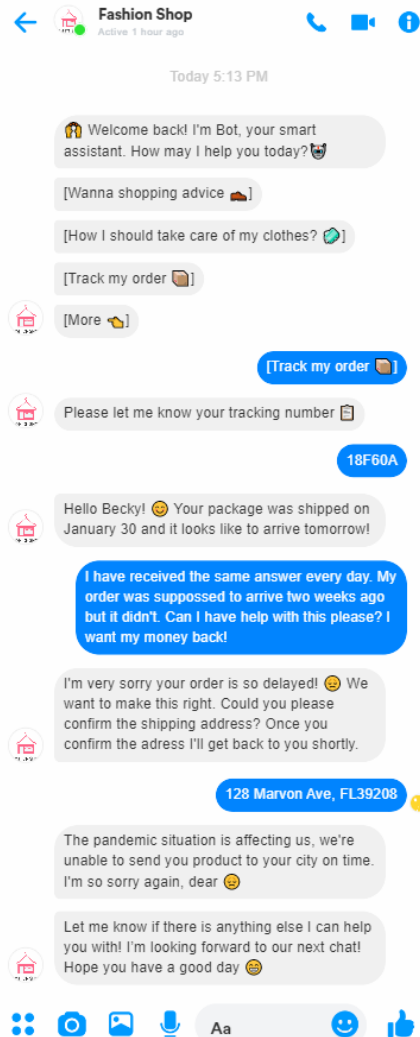 Fashion Shop
Active 1 hour ago
Today 5:13 PM
Welcome back! I'm Bot, your smart
assistant. How may I help you today?
[Wanna shopping advice 👞]
[How I should take care of my clothes? 🧼]
[Track my order 📦]
[More 👈]
[Track my order 📦]
Please let me know your tracking number 📋
18F60A
Hello Becky! 😊 Your package was shipped on
January 30 and it looks like to arrive tomorrow!
I have received the same answer every day. My
order was suppossed to arrive two weeks ago
but it didn't. Can I have help with this please? I
want my money back!
I'm very sorry your order is so delayed! 😞 We
want to make this right. Could you please
confirm the shipping address? Once you
confirm the adress I'll get back to you shortly.
128 Marvon Ave, FL39208
The pandemic situation is affecting us, we're
unable to send you product to your city on time.
I'm so sorry again, dear 😞
Let me know if there is anything else I can help
you with! I'm looking forward to our next chat!
Hope you have a good day 😁
Aa